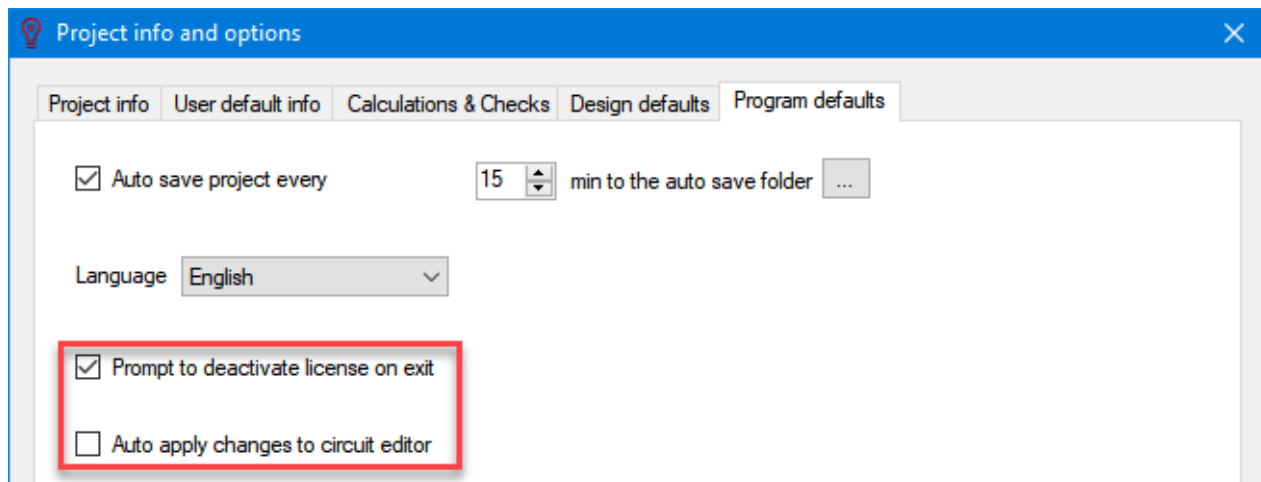 Project info and options
Project info User default info Calculations & Checks Design defaults Program defaults
Auto save project every 15 min to the auto save folder ...
Language English
Prompt to deactivate license on exit
Auto apply changes to circuit editor